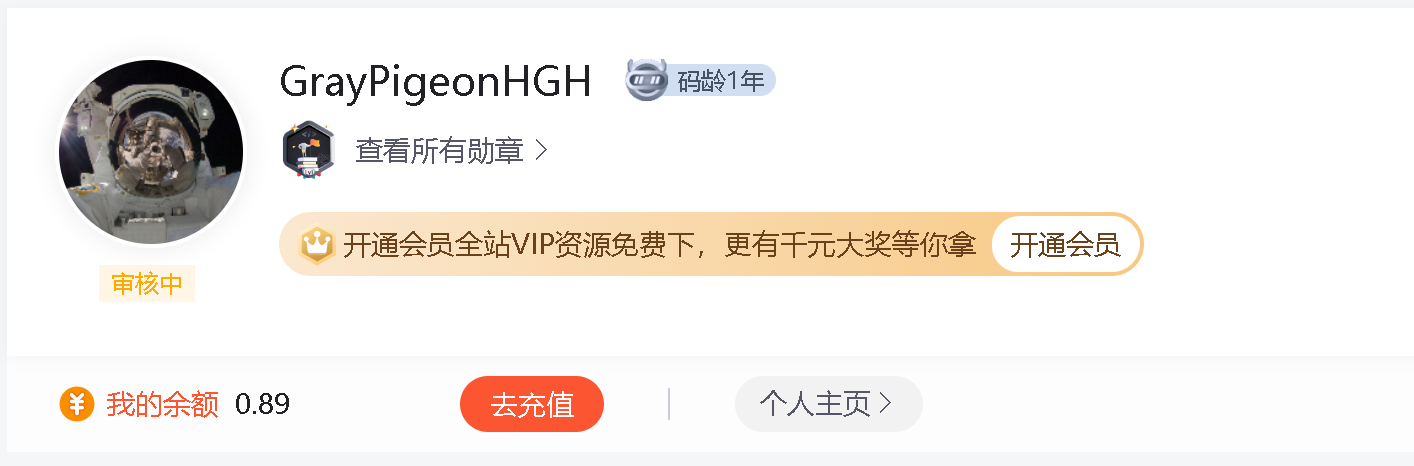 GrayPigeonHGH
码龄1年
查看所有勋章 >
开通会员全站VIP资源免费下，更有千元大奖等你拿
开通会员
审核中
我的余额 0.89
去充值
个人主页 >